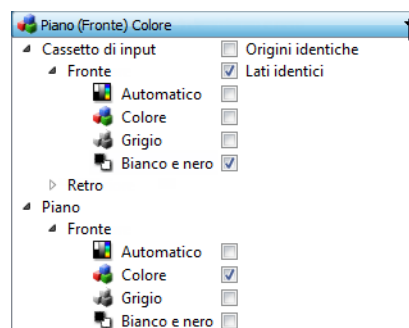 Piano (Fronte) Colore
Cassetto di input Origini identiche
Fronte Lati identici
Automatico
Colore
Grigio
Bianco e nero
Retro
Piano
Fronte
Automatico
Colore
Grigio
Bianco e nero